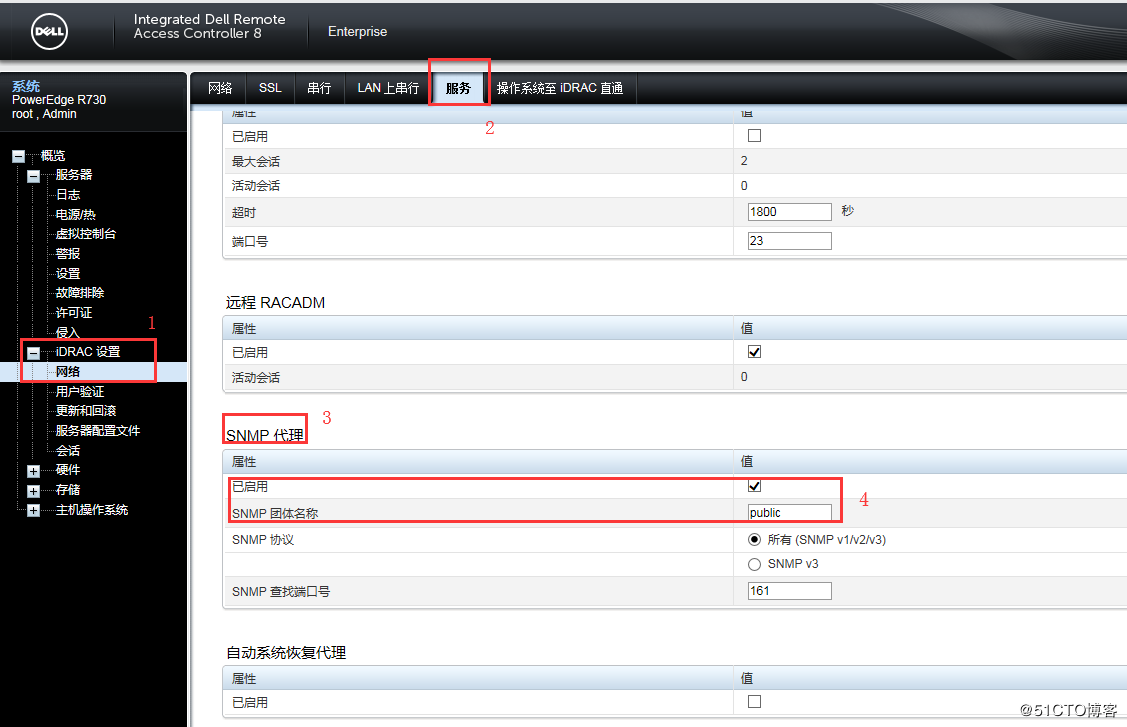 DELL
Integrated Dell Remote
Access Controller 8
Enterprise
系统
PowerEdge R730
root , Admin
概览
服务器
日志
电源/热
虚拟控制台
警报
设置
故障排除
许可证
侵入
1
iDRAC 设置
网络
用户验证
更新和回滚
服务器配置文件
会话
硬件
存储
主机操作系统
网络 SSL 串行 LAN 上串行 服务 操作系统至 iDRAC 直通
2
属性 值
已启用
最大会话 2
活动会话 0
超时 1800 秒
端口号 23
远程 RACADM
属性 值
已启用
活动会话 0
3
SNMP 代理
属性 值
已启用
4
SNMP 团体名称 public
SNMP 协议 所有 (SNMP v1/v2/v3)
SNMP v3
SNMP 查找端口号 161
自动系统恢复代理
属性 值
已启用
@51CTO博客